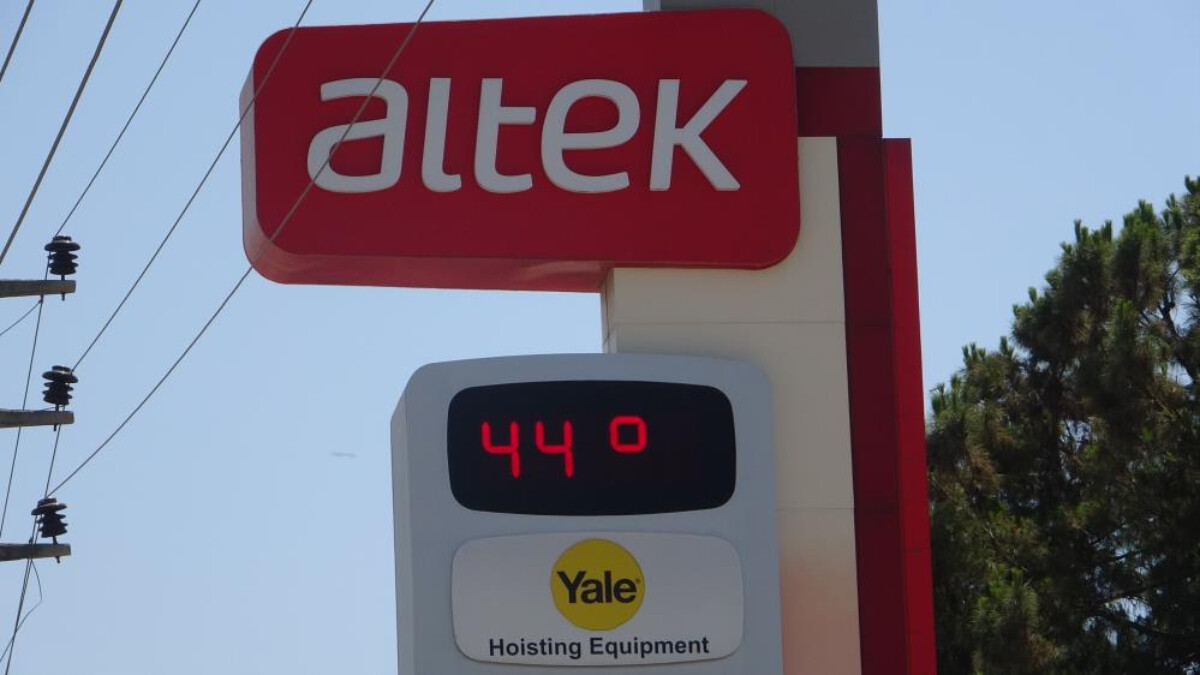 altek
44°
Yale®
Hoisting Equipment